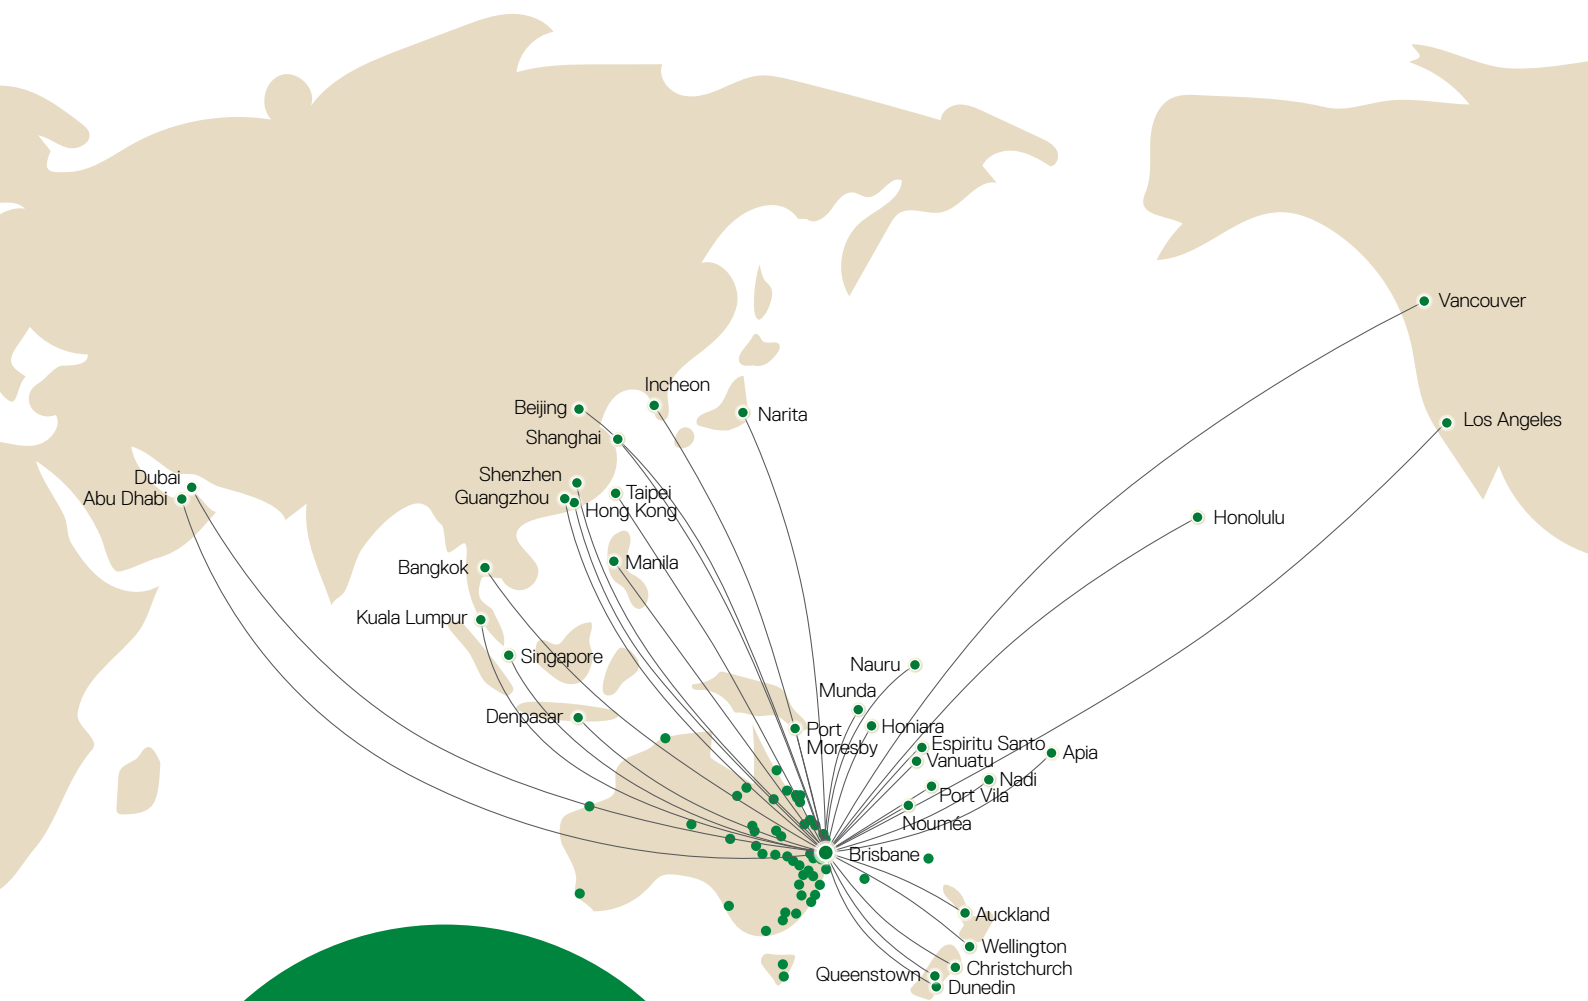 Vancouver
Incheon
Beijing
Narita
Los Angeles
Shanghai
Shenzhen
Dubai
Taipei
Guangzhou
Abu Dhabi
Hong Kong
Honolulu
Manila
Bangkok
Kuala Lumpur
Singapore
Nauru
Munda
Denpasar
Honiara
Port
Moresby
Espiritu Santo
Apia
Vanuatu
Nadi
Port Vila
Nouméa
Brisbane
Auckland
Wellington
Christchurch
Queenstown
Dunedin